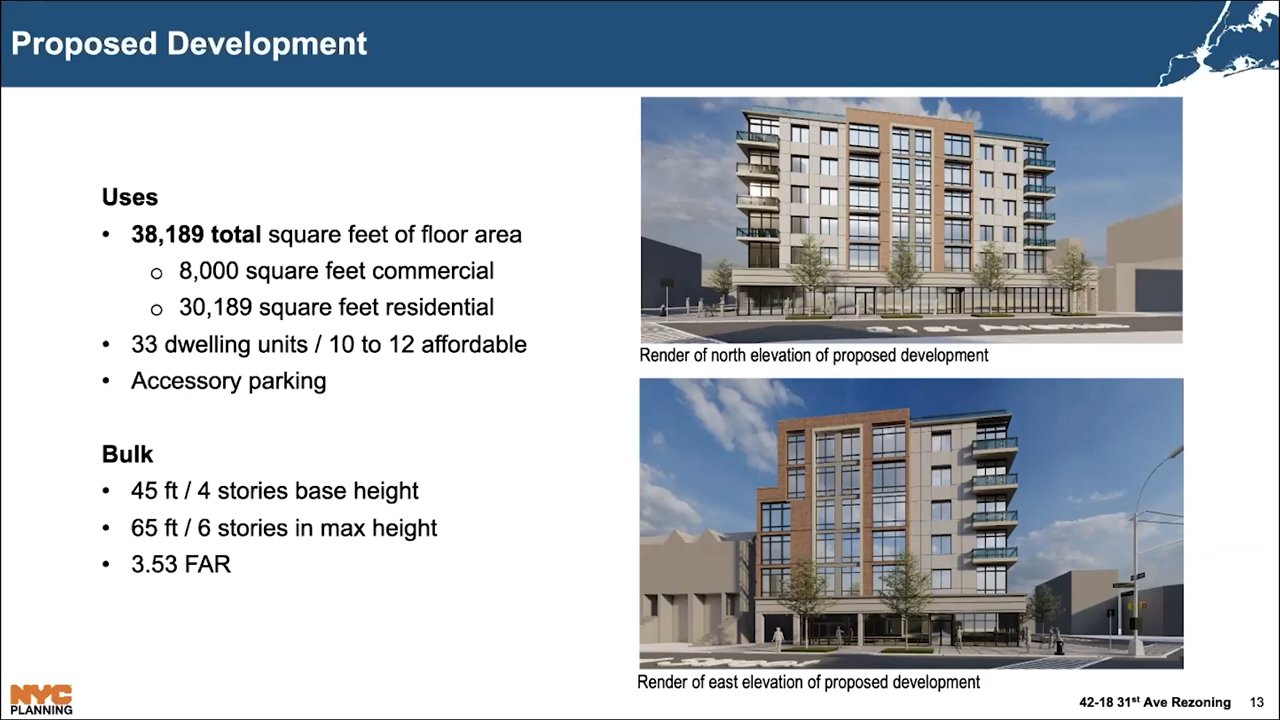 Proposed Development
Uses
• 38,189 total square feet of floor area
o 8,000 square feet commercial
o 30,189 square feet residential
• 33 dwelling units / 10 to 12 affordable
• Accessory parking
Bulk
• 45 ft / 4 stories base height
• 65 ft / 6 stories in max height
• 3.53 FAR
31st Avenue
Render of north elevation of proposed development
Render of east elevation of proposed development
NYC
PLANNING
42-18 31st Ave Rezoning 13